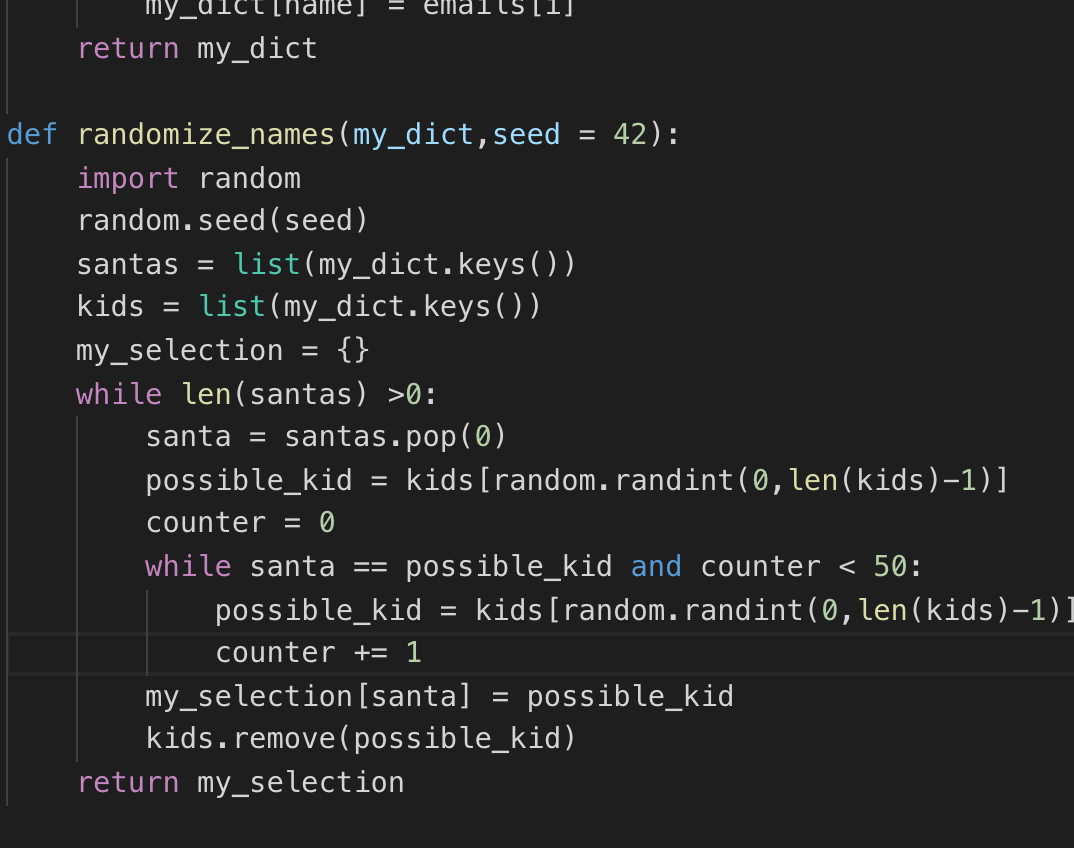 my_dict[name] = emails[i]
return my_dict
def randomize_names(my_dict,seed = 42):
import random
random.seed(seed)
santas = list(my_dict.keys())
kids = list(my_dict.keys())
my_selection = {}
while len(santas) >0:
santa = santas.pop(0)
possible_kid = kids[random.randint(0,len(kids)-1)]
counter = 0
while santa == possible_kid and counter < 50:
possible_kid = kids[random.randint(0,len(kids)-1)]
counter += 1
my_selection[santa] = possible_kid
kids.remove(possible_kid)
return my_selection